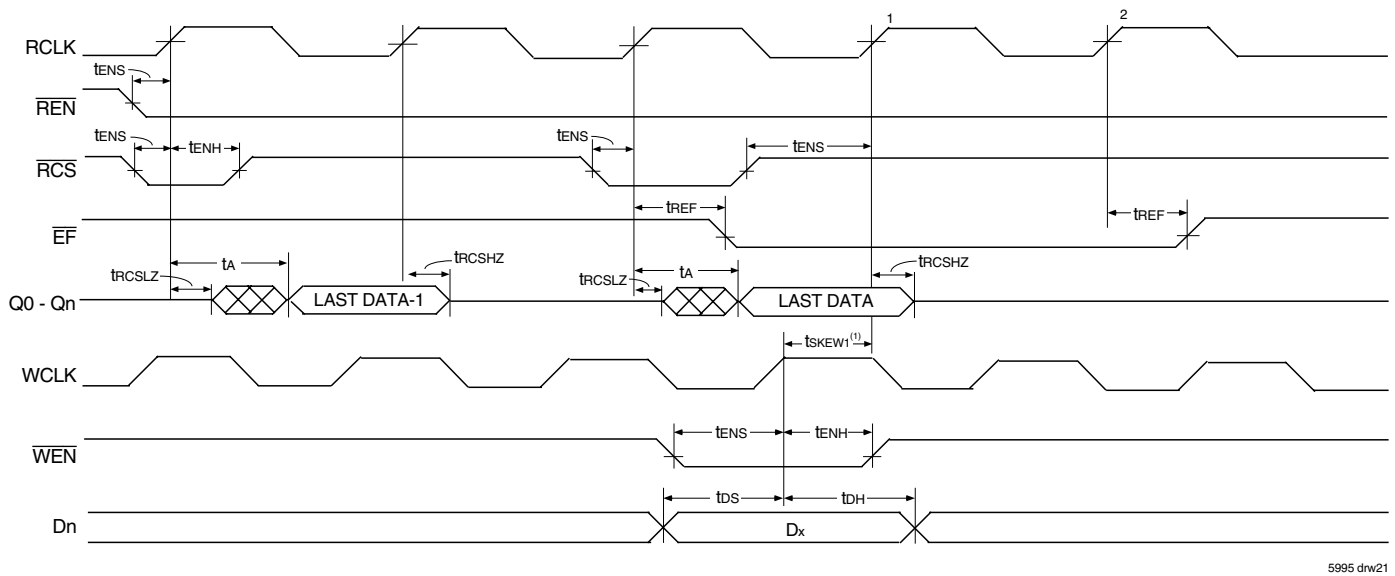 1 2
RCLK
tENS
REN
tENS tENH tENS tENS
RCS
tREF tREF
EF
tA tRCSHZ tA tRCSHZ
tRCSLZ tRCSLZ
Q0 - Qn LAST DATA-1 LAST DATA
tSKEW1(1)
WCLK
tENS tENH
WEN
tDS tDH
Dn Dx
5995 drw21